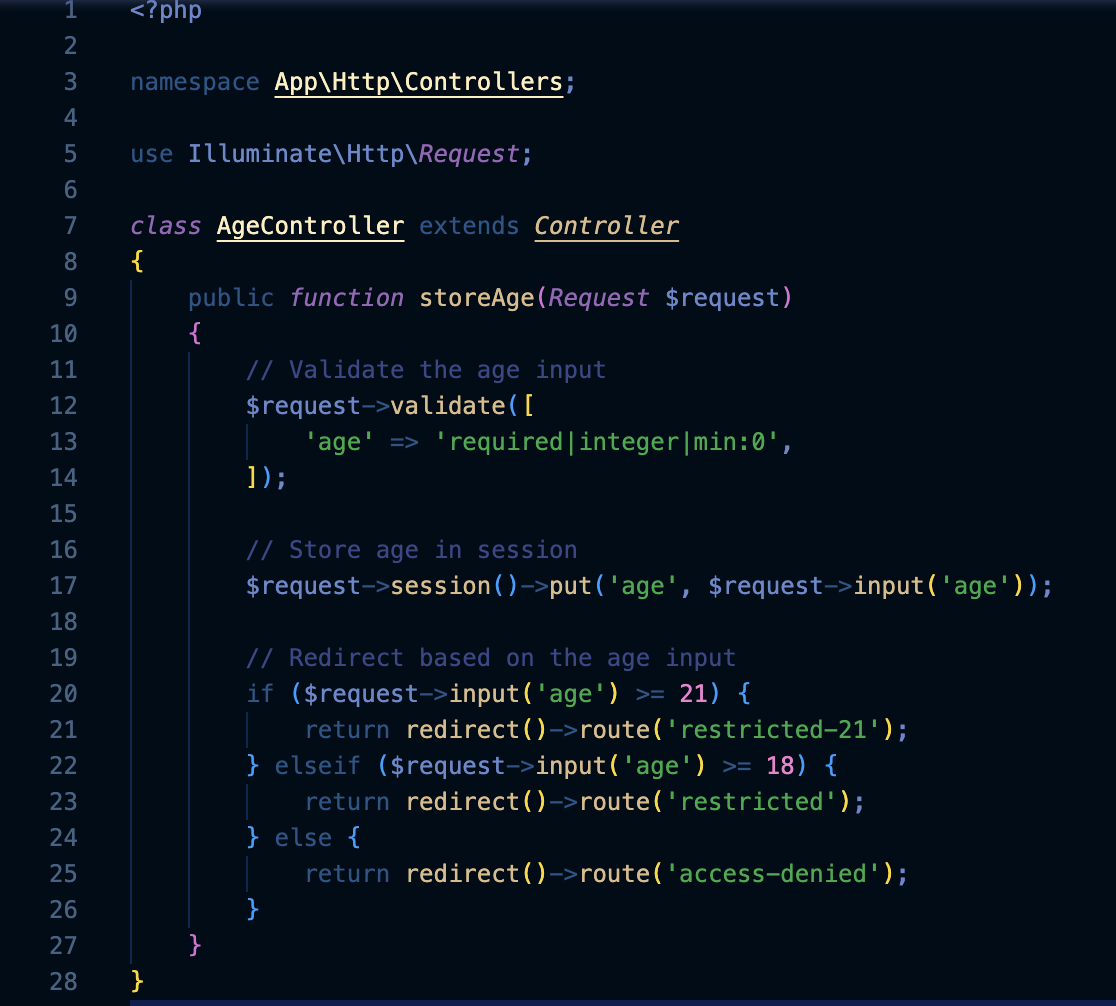 1 <?php
2
3 namespace App\Http\Controllers;
4
5 use Illuminate\Http\Request;
6
7 class AgeController extends Controller
8 {
9     public function storeAge(Request $request)
10     {
11         // Validate the age input
12         $request->validate([
13             'age' => 'required|integer|min:0',
14         ]);
15
16         // Store age in session
17         $request->session()->put('age', $request->input('age'));
18
19         // Redirect based on the age input
20         if ($request->input('age') >= 21) {
21             return redirect()->route('restricted-21');
22         } elseif ($request->input('age') >= 18) {
23             return redirect()->route('restricted');
24         } else {
25             return redirect()->route('access-denied');
26         }
27     }
28 }